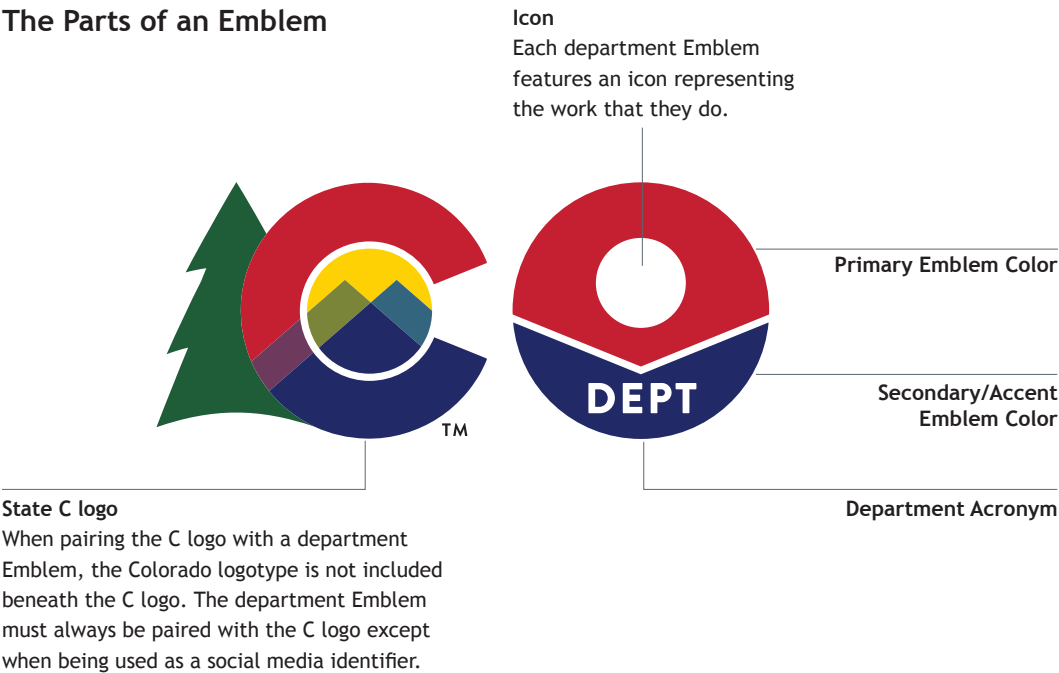 The Parts of an Emblem
Icon
Each department Emblem
features an icon representing
the work that they do.
Primary Emblem Color
Secondary/Accent
Emblem Color
DEPT
TM
State C logo
When pairing the C logo with a department
Emblem, the Colorado logotype is not included
beneath the C logo. The department Emblem
must always be paired with the C logo except
when being used as a social media identifier.
Department Acronym